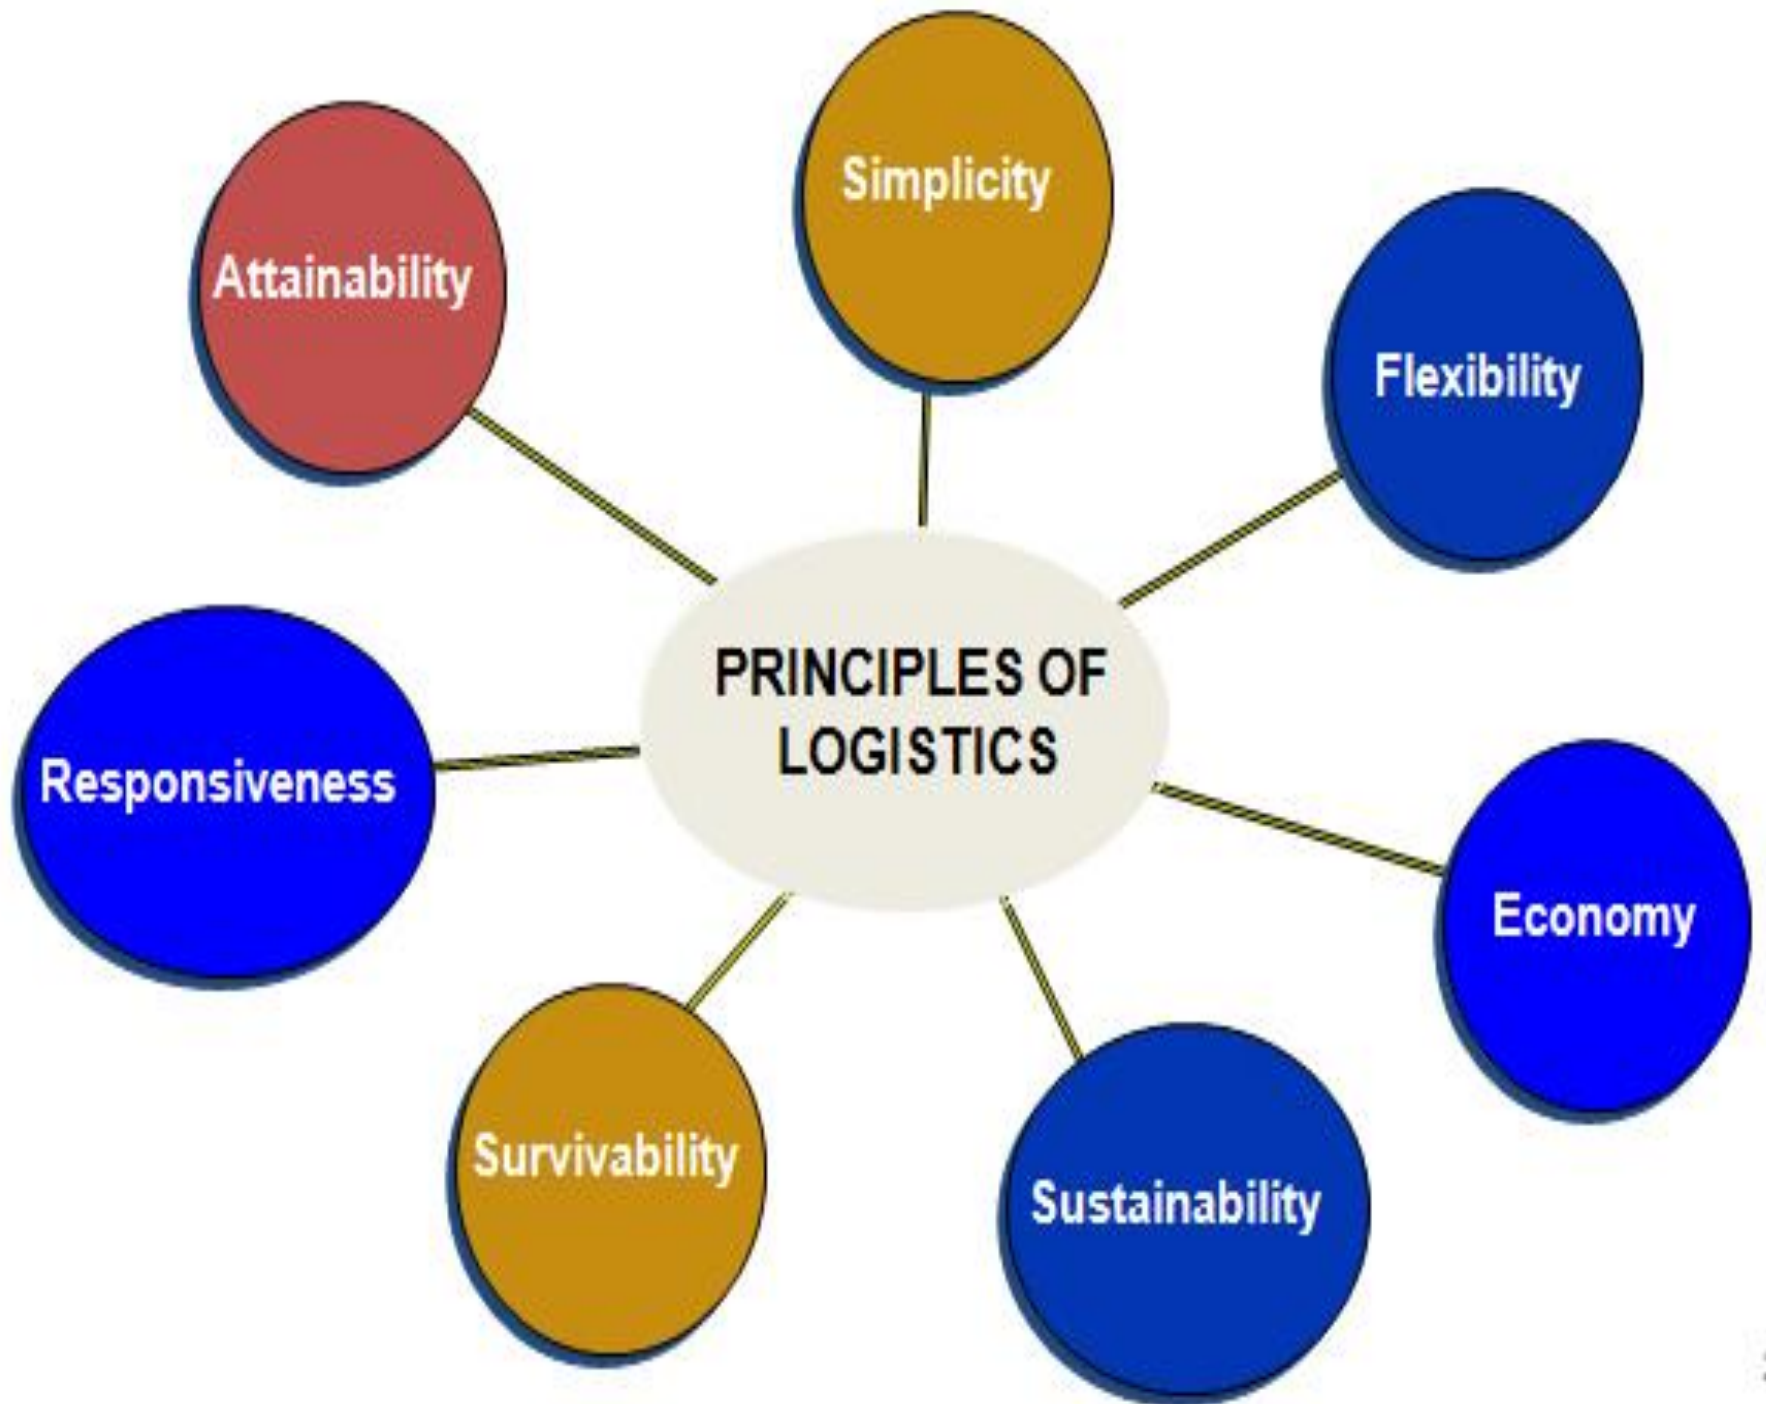 Simplicity
Attainability
Flexibility
PRINCIPLES OF
LOGISTICS
Responsiveness
Economy
Survivability
Sustainability